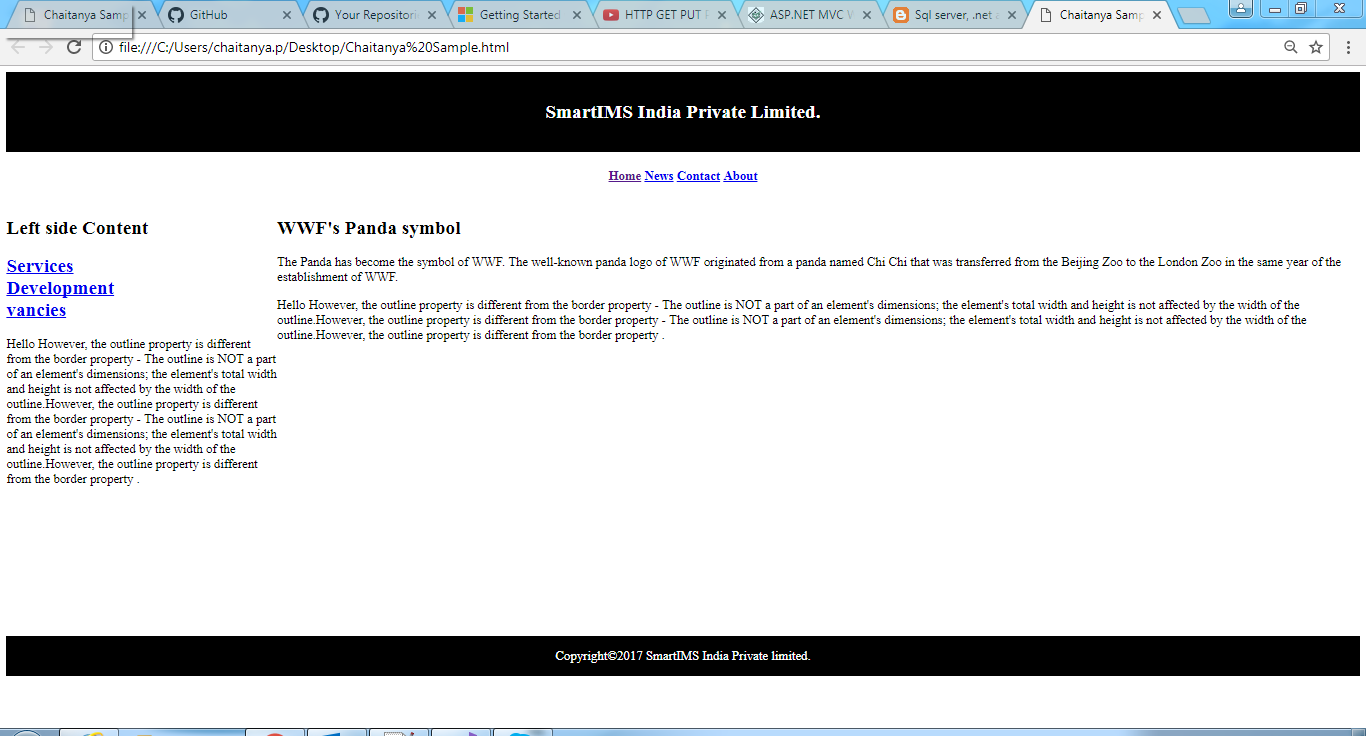 Chaitanya Samp
GitHub
Your Repositori
Getting Started
HTTP GET PUT
ASP.NET MVC
Sql server, .net a
Chaitanya Samp
file:///C:/Users/chaitanya.p/Desktop/Chaitanya%20Sample.html
SmartIMS India Private Limited.
Home News Contact About
Left side Content
Services
Development
vancies
Hello However, the outline property is different
from the border property - The outline is NOT a part
of an element's dimensions; the element's total width
and height is not affected by the width of the
outline.However, the outline property is different
from the border property - The outline is NOT a part
of an element's dimensions; the element's total width
and height is not affected by the width of the
outline.However, the outline property is different
from the border property .
WWF's Panda symbol
The Panda has become the symbol of WWF. The well-known panda logo of WWF originated from a panda named Chi Chi that was transferred from the Beijing Zoo to the London Zoo in the same year of the
establishment of WWF.
Hello However, the outline property is different from the border property - The outline is NOT a part of an element's dimensions; the element's total width and height is not affected by the width of the
outline.However, the outline property is different from the border property - The outline is NOT a part of an element's dimensions; the element's total width and height is not affected by the width of the
outline.However, the outline property is different from the border property .
Copyright©2017 SmartIMS India Private limited.